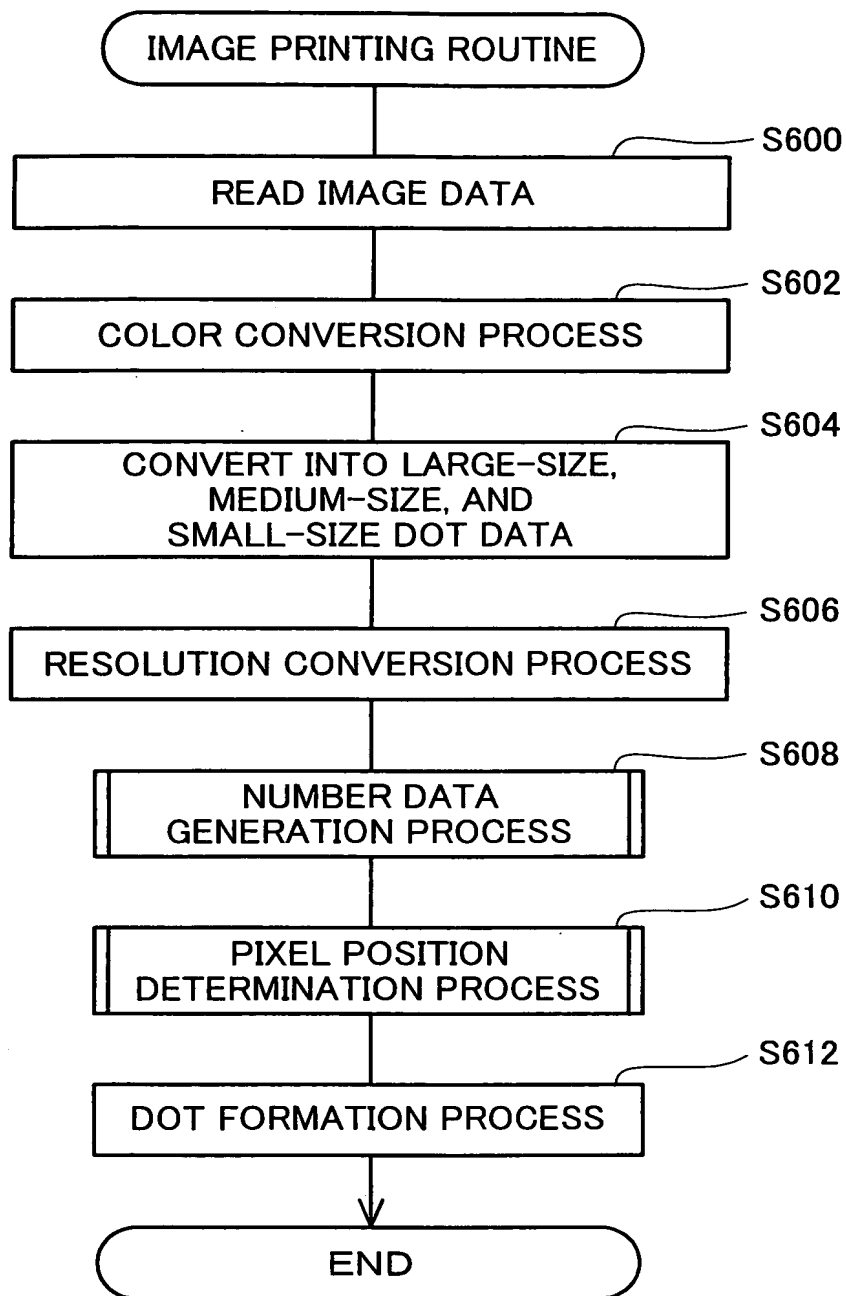 IMAGE PRINTING ROUTINE
S600
READ IMAGE DATA
S602
COLOR CONVERSION PROCESS
S604
CONVERT INTO LARGE-SIZE,
MEDIUM-SIZE, AND
SMALL-SIZE DOT DATA
S606
RESOLUTION CONVERSION PROCESS
S608
NUMBER DATA
GENERATION PROCESS
S610
PIXEL POSITION
DETERMINATION PROCESS
S612
DOT FORMATION PROCESS
END